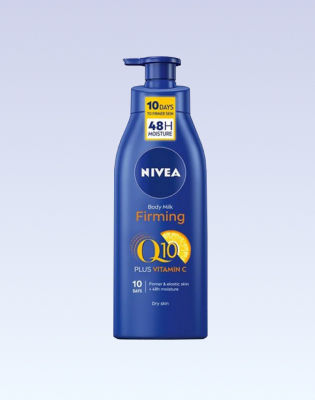 10 DAYS
TO FIRMER SKIN
48H
MOISTURE
NIVEA
Body Milk
Firming
Q10
PLUS VITAMIN C
10
DAYS
Firmer & elastic skin
+ 48h moisture
Dry skin